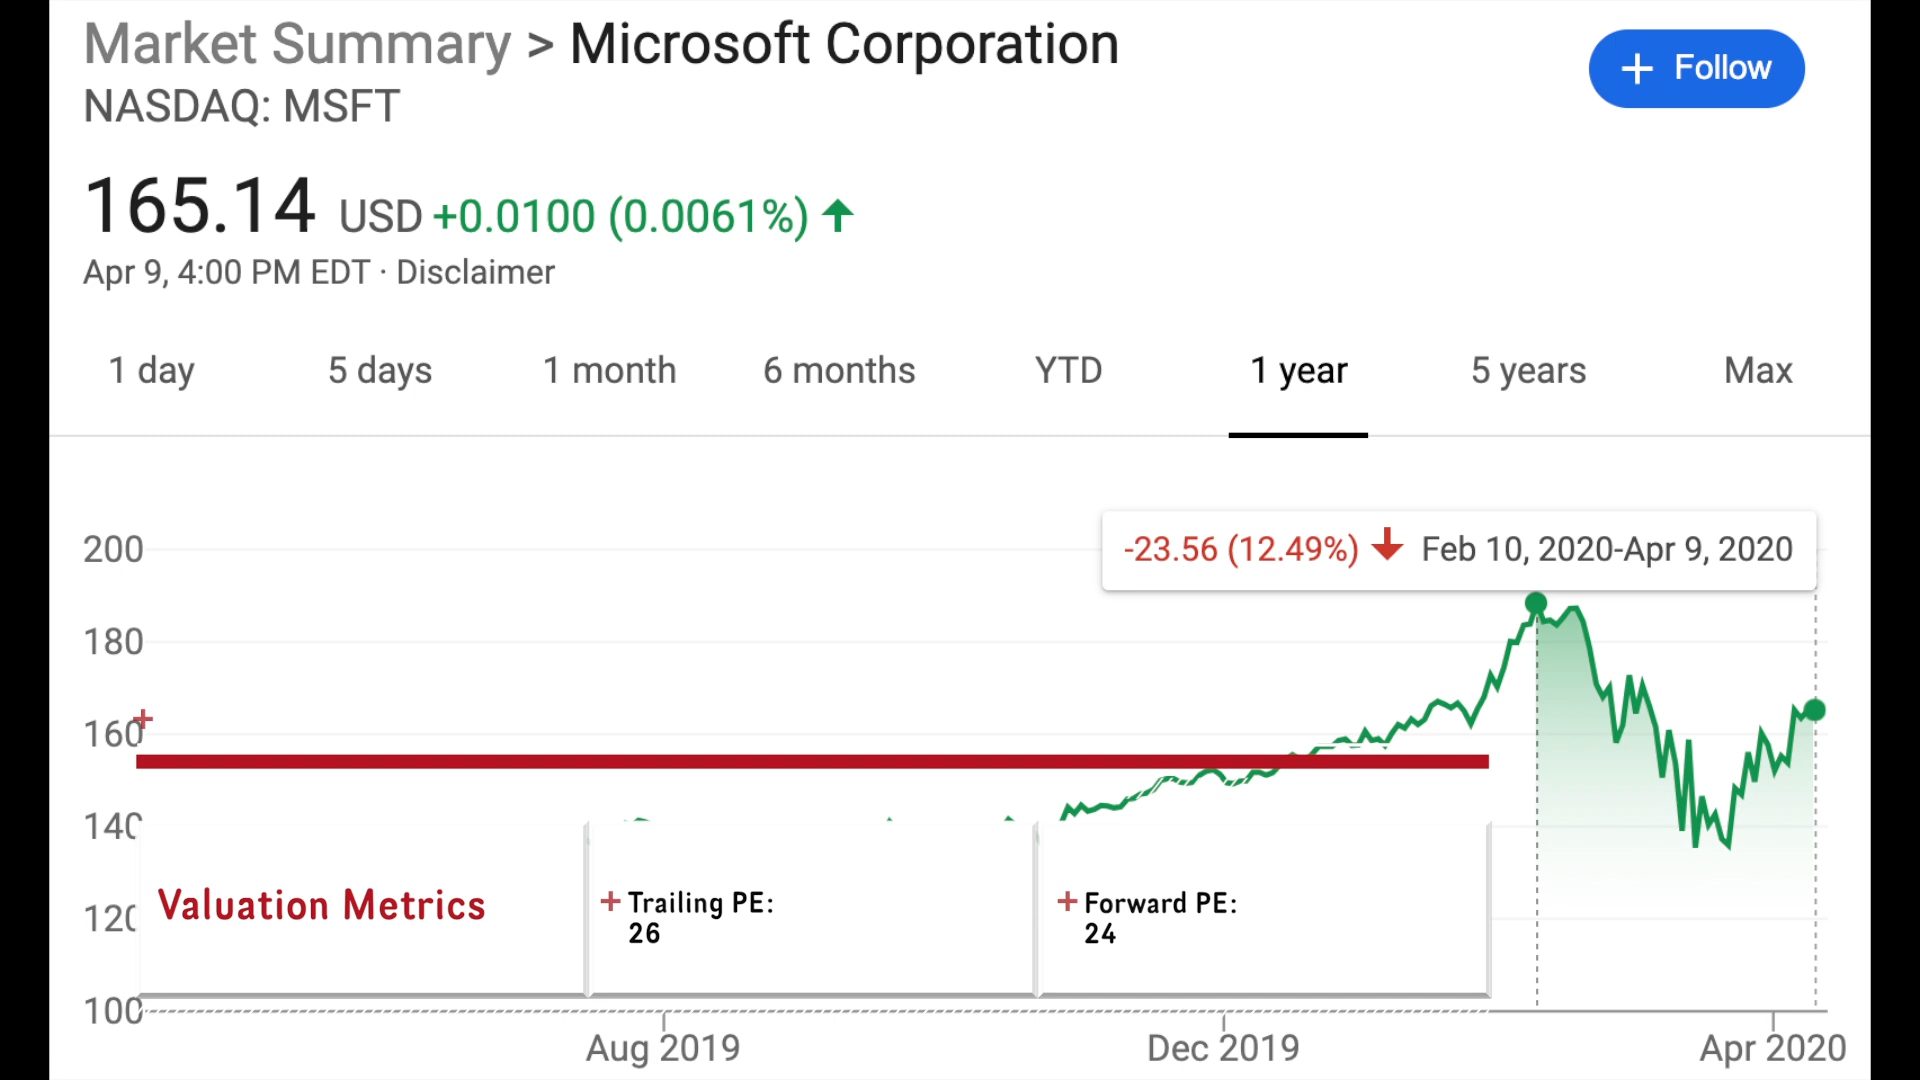 Market Summary > Microsoft Corporation
+ Follow
NASDAQ: MSFT
165.14 USD +0.0100 (0.0061%)
Apr 9, 4:00 PM EDT · Disclaimer
1 day 5 days 1 month 6 months YTD 1 year 5 years Max
-23.56 (12.49%) Feb 10, 2020-Apr 9, 2020
200
180
160
140
120
100
Valuation Metrics
+ Trailing PE:
26
+ Forward PE:
24
Aug 2019 Dec 2019 Apr 2020